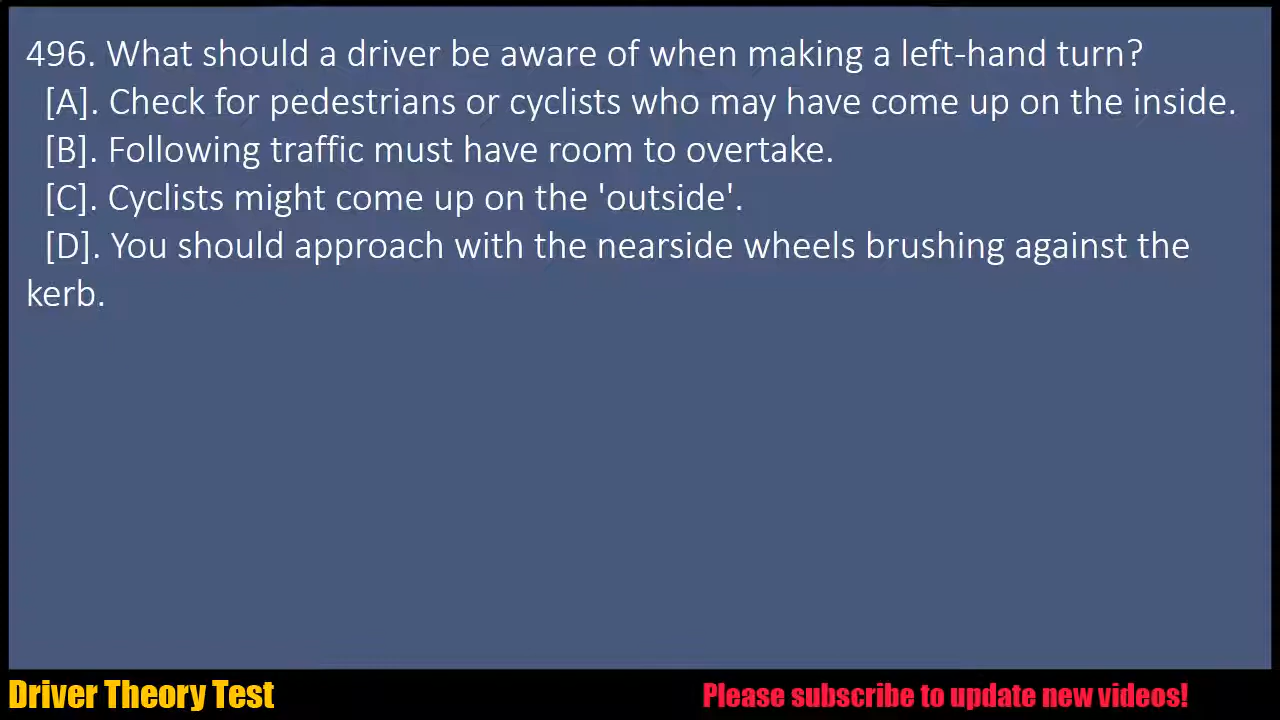 496. What should a driver be aware of when making a left-hand turn?
[A]. Check for pedestrians or cyclists who may have come up on the inside.
[B]. Following traffic must have room to overtake.
[C]. Cyclists might come up on the 'outside'.
[D]. You should approach with the nearside wheels brushing against the
kerb.
Driver Theory Test
Please subscribe to update new videos!